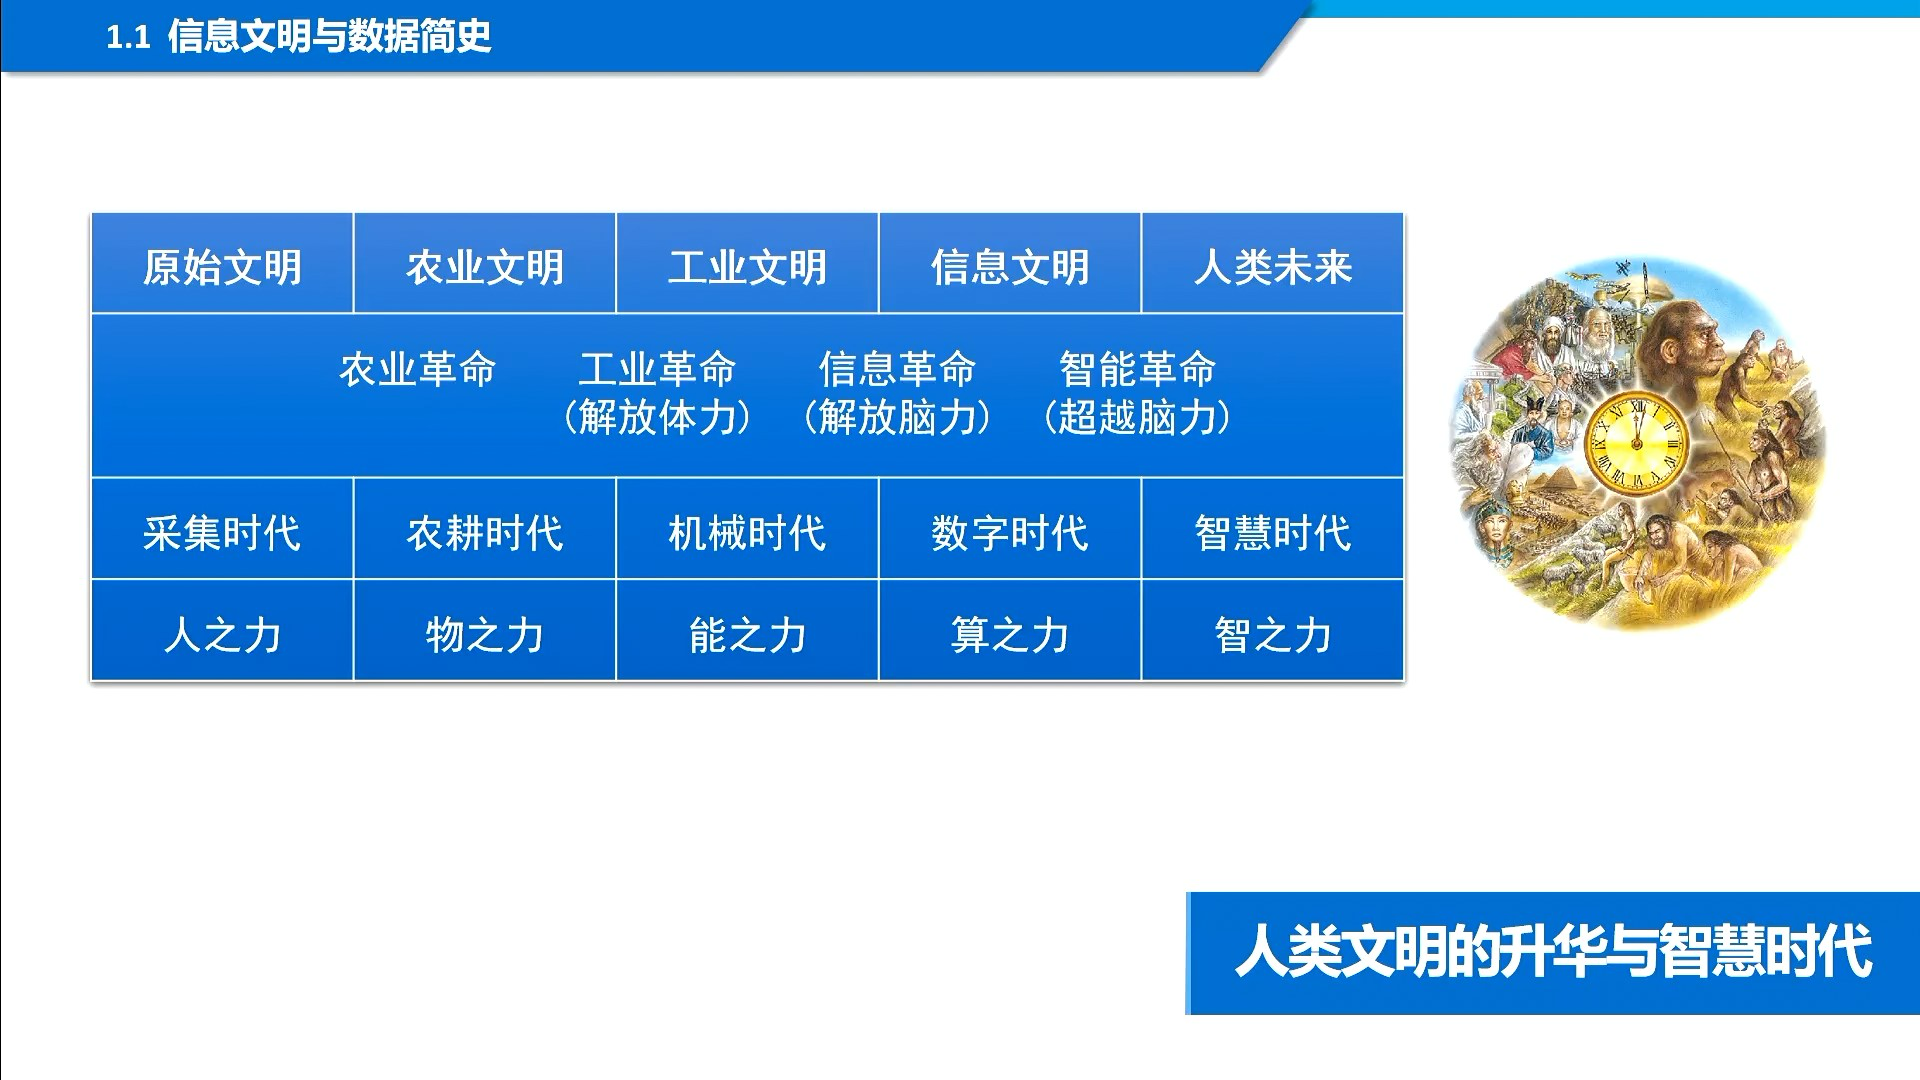 1.1 信息文明与数据简史
原始文明 农业文明 工业文明 信息文明 人类未来
农业革命 工业革命 信息革命 智能革命
(解放体力) (解放脑力) (超越脑力)
采集时代 农耕时代 机械时代 数字时代 智慧时代
人之力 物之力 能之力 算之力 智之力
人类文明的升华与智慧时代